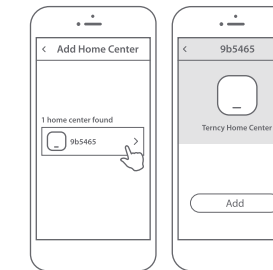 < Add Home Center
1 home center found
9b5465 >
< 9b5465
Terncy Home Center
Add